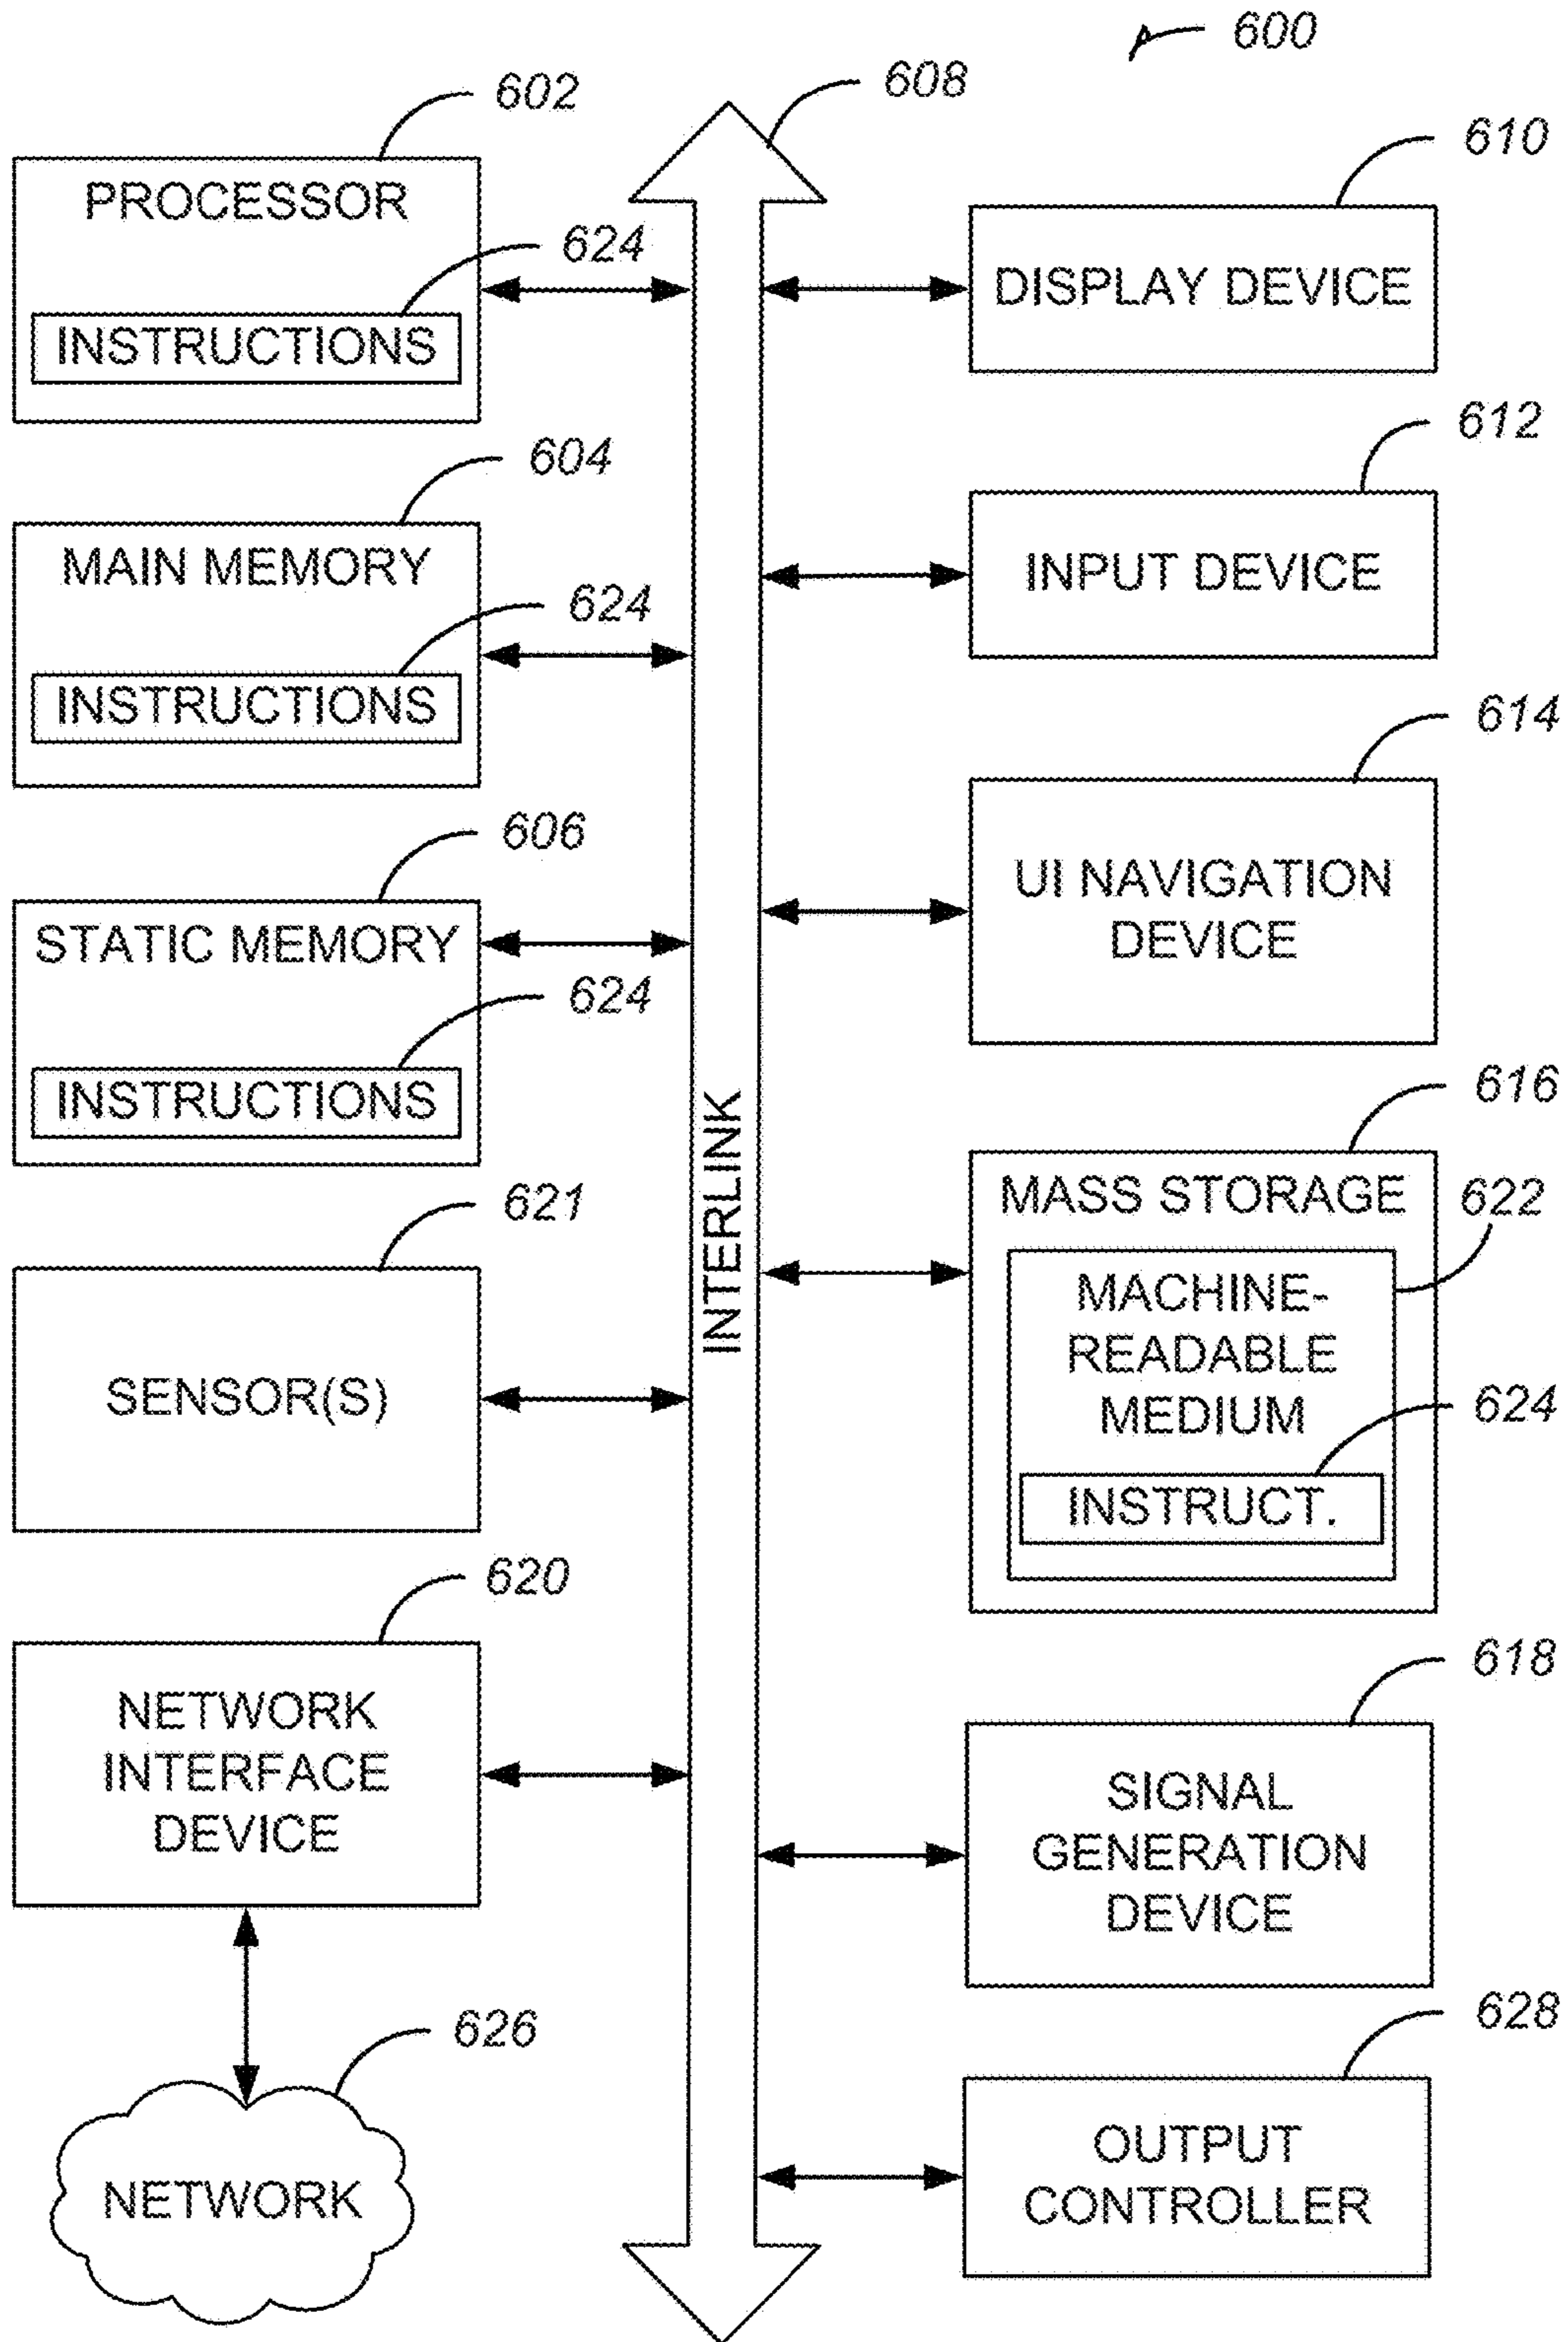 600
602
PROCESSOR
624
INSTRUCTIONS
604
MAIN MEMORY
624
INSTRUCTIONS
606
STATIC MEMORY
624
INSTRUCTIONS
621
SENSOR(S)
620
NETWORK
INTERFACE
DEVICE
626
NETWORK
608
INTERLINK
610
DISPLAY DEVICE
612
INPUT DEVICE
614
UI NAVIGATION
DEVICE
616
MASS STORAGE
622
MACHINE-
READABLE
MEDIUM
624
INSTRUCT.
618
SIGNAL
GENERATION
DEVICE
628
OUTPUT
CONTROLLER